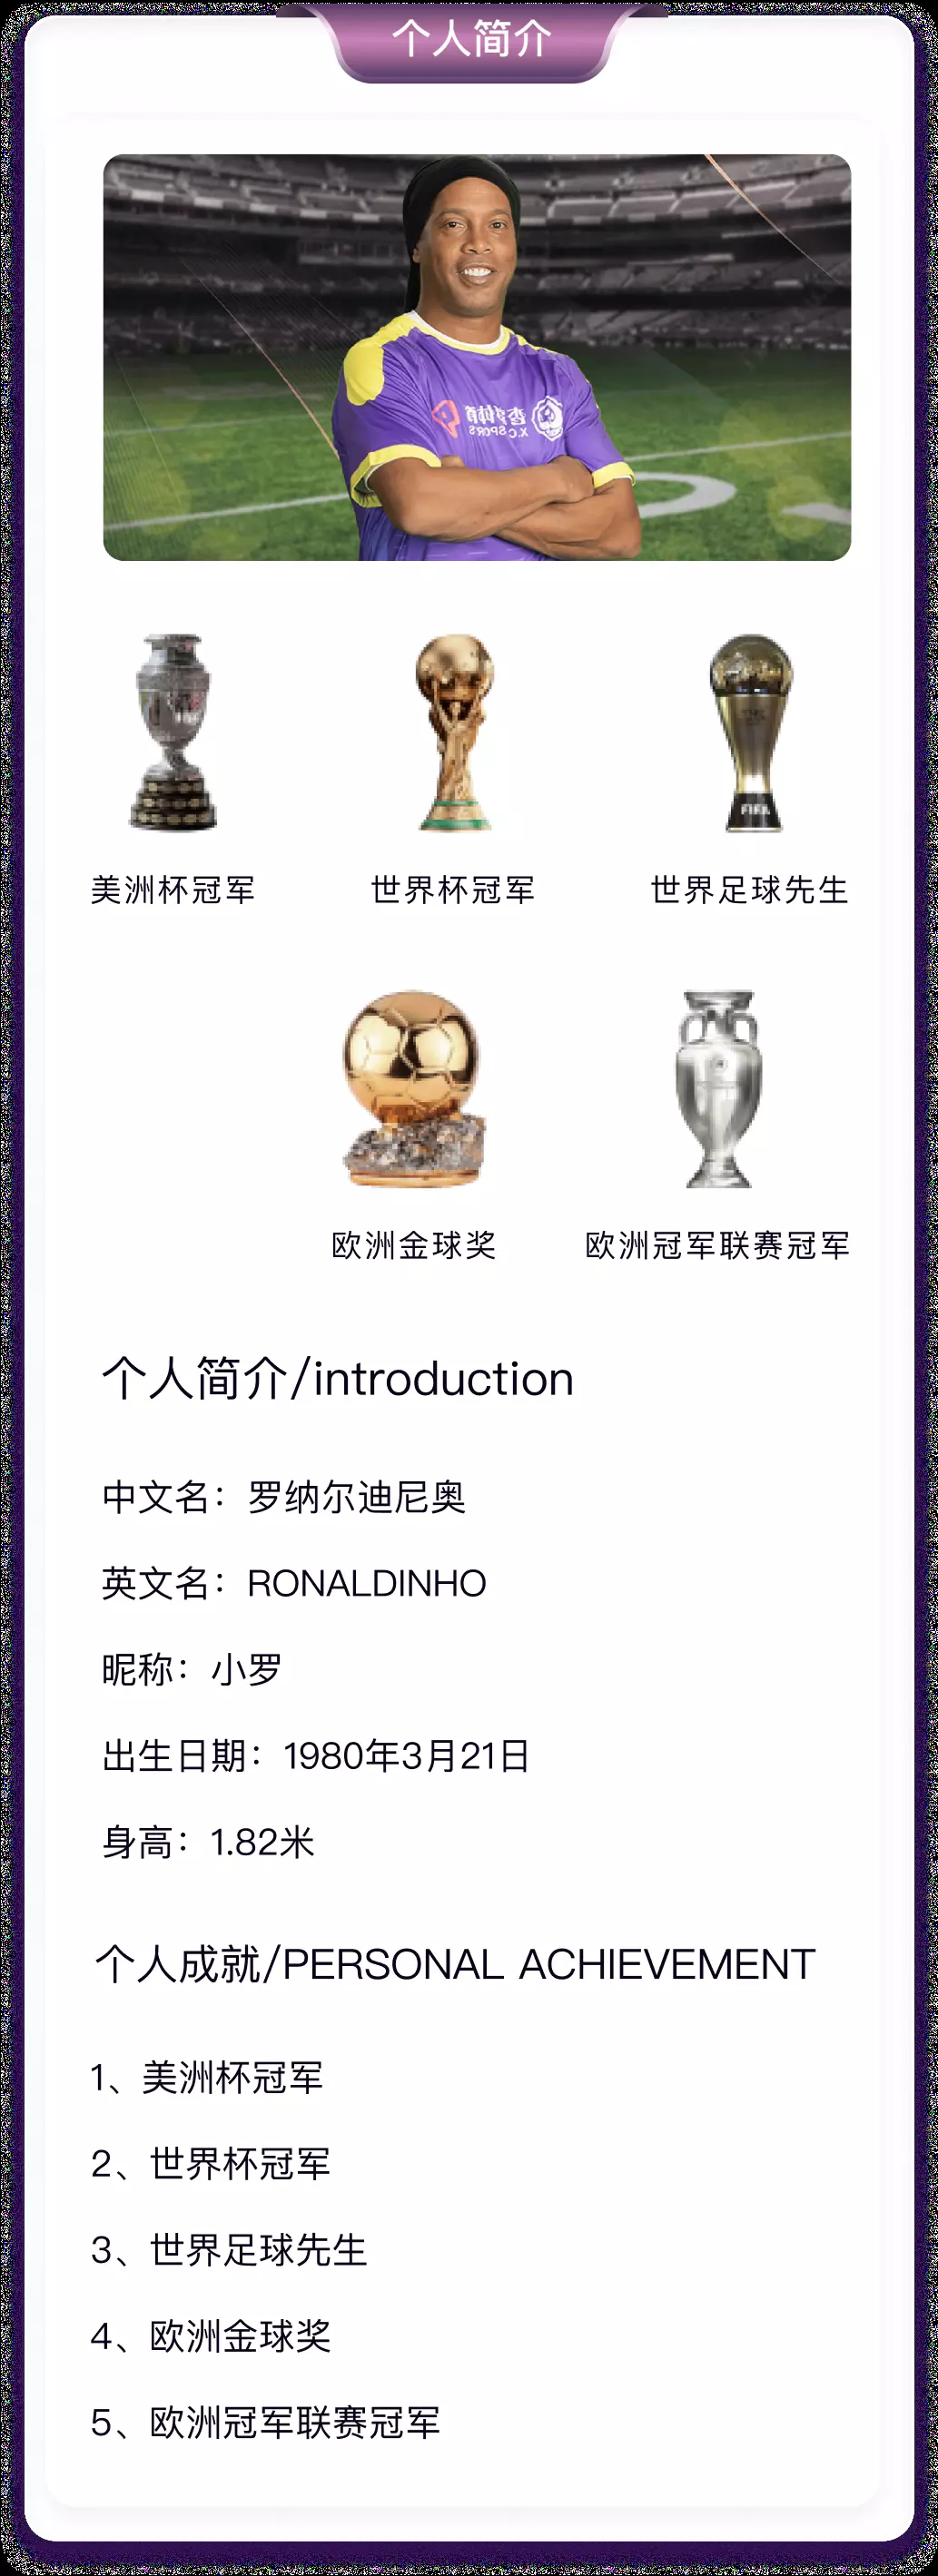 个人简介
X.C SPORS
FIFA
美洲杯冠军
世界杯冠军
世界足球先生
欧洲金球奖
欧洲冠军联赛冠军
个人简介/introduction
中文名：罗纳尔迪尼奥
英文名：RONALDINHO
昵称：小罗
出生日期：1980年3月21日
身高：1.82米
个人成就/PERSONAL ACHIEVEMENT
1、美洲杯冠军
2、世界杯冠军
3、世界足球先生
4、欧洲金球奖
5、欧洲冠军联赛冠军